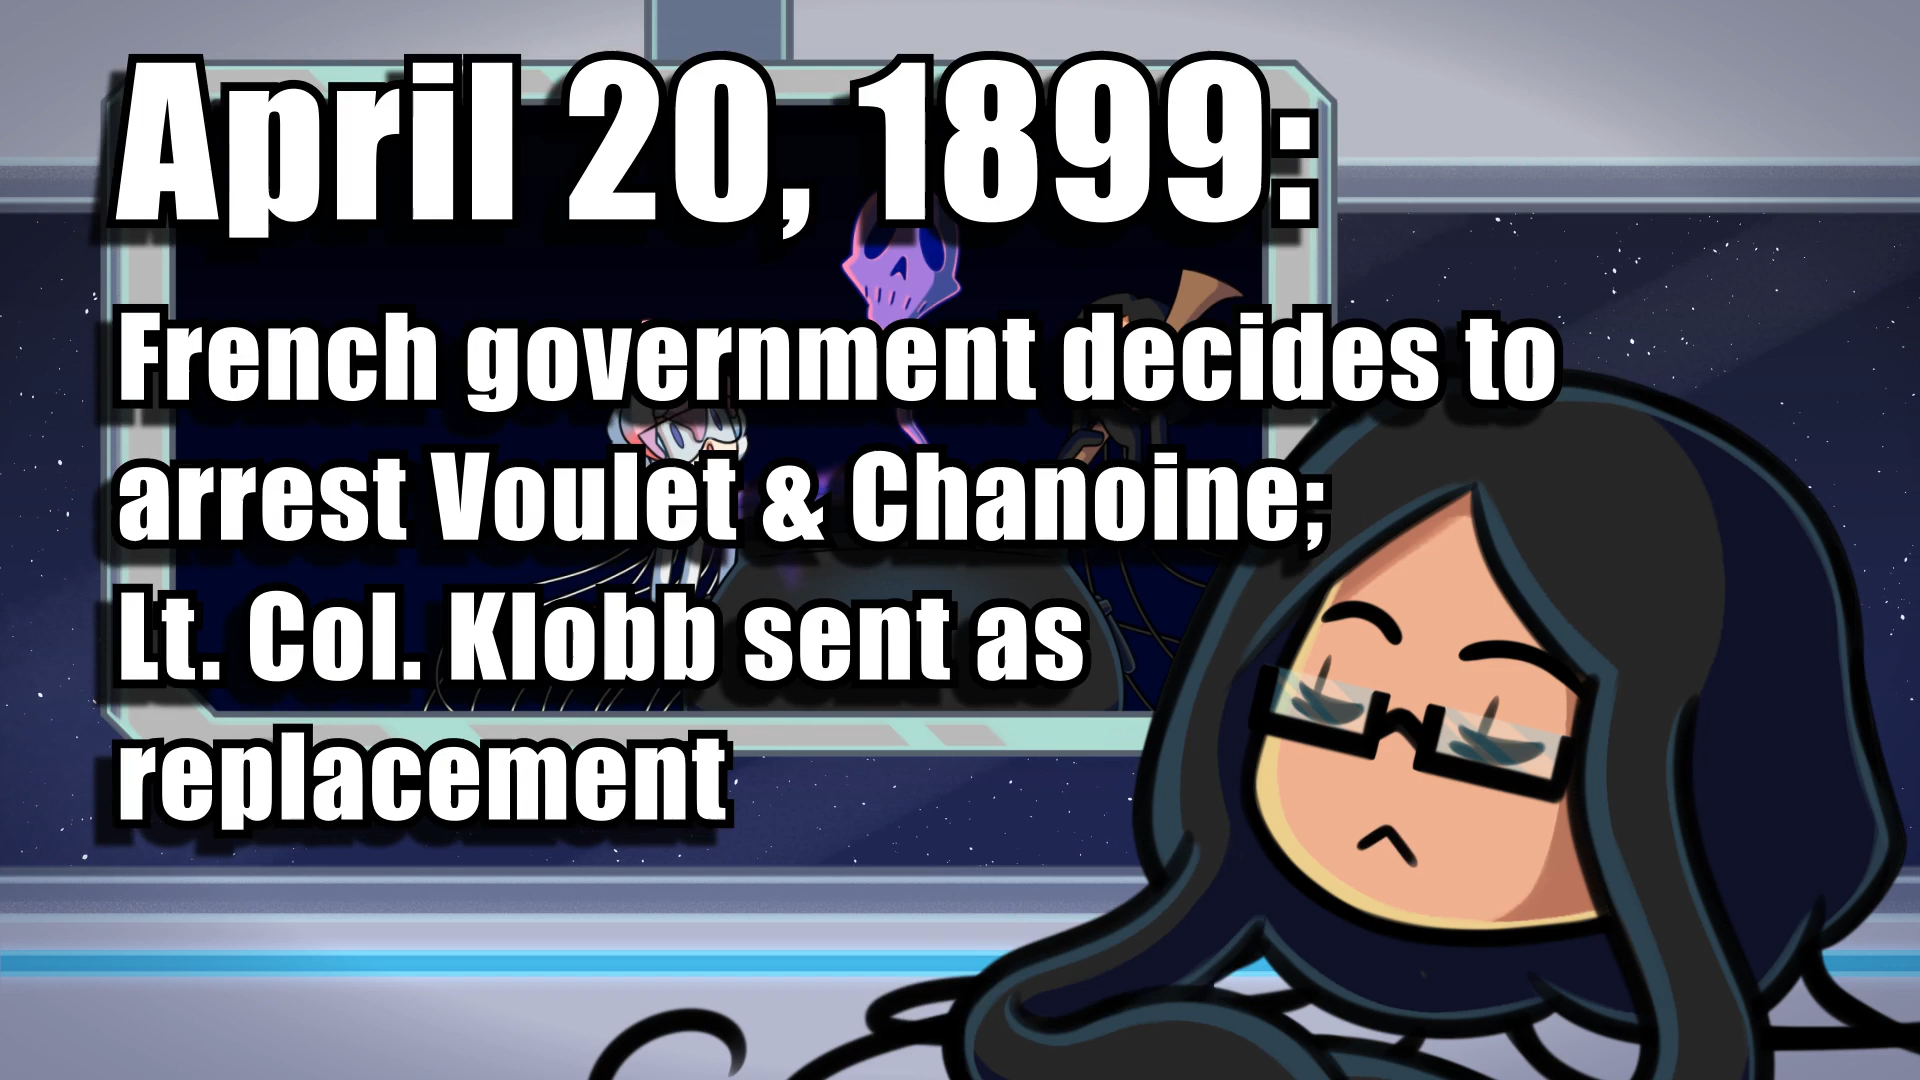 April 20, 1899:
French government decides to
arrest Voulet & Chanoine;
Lt. Col. Klobb sent as
replacement